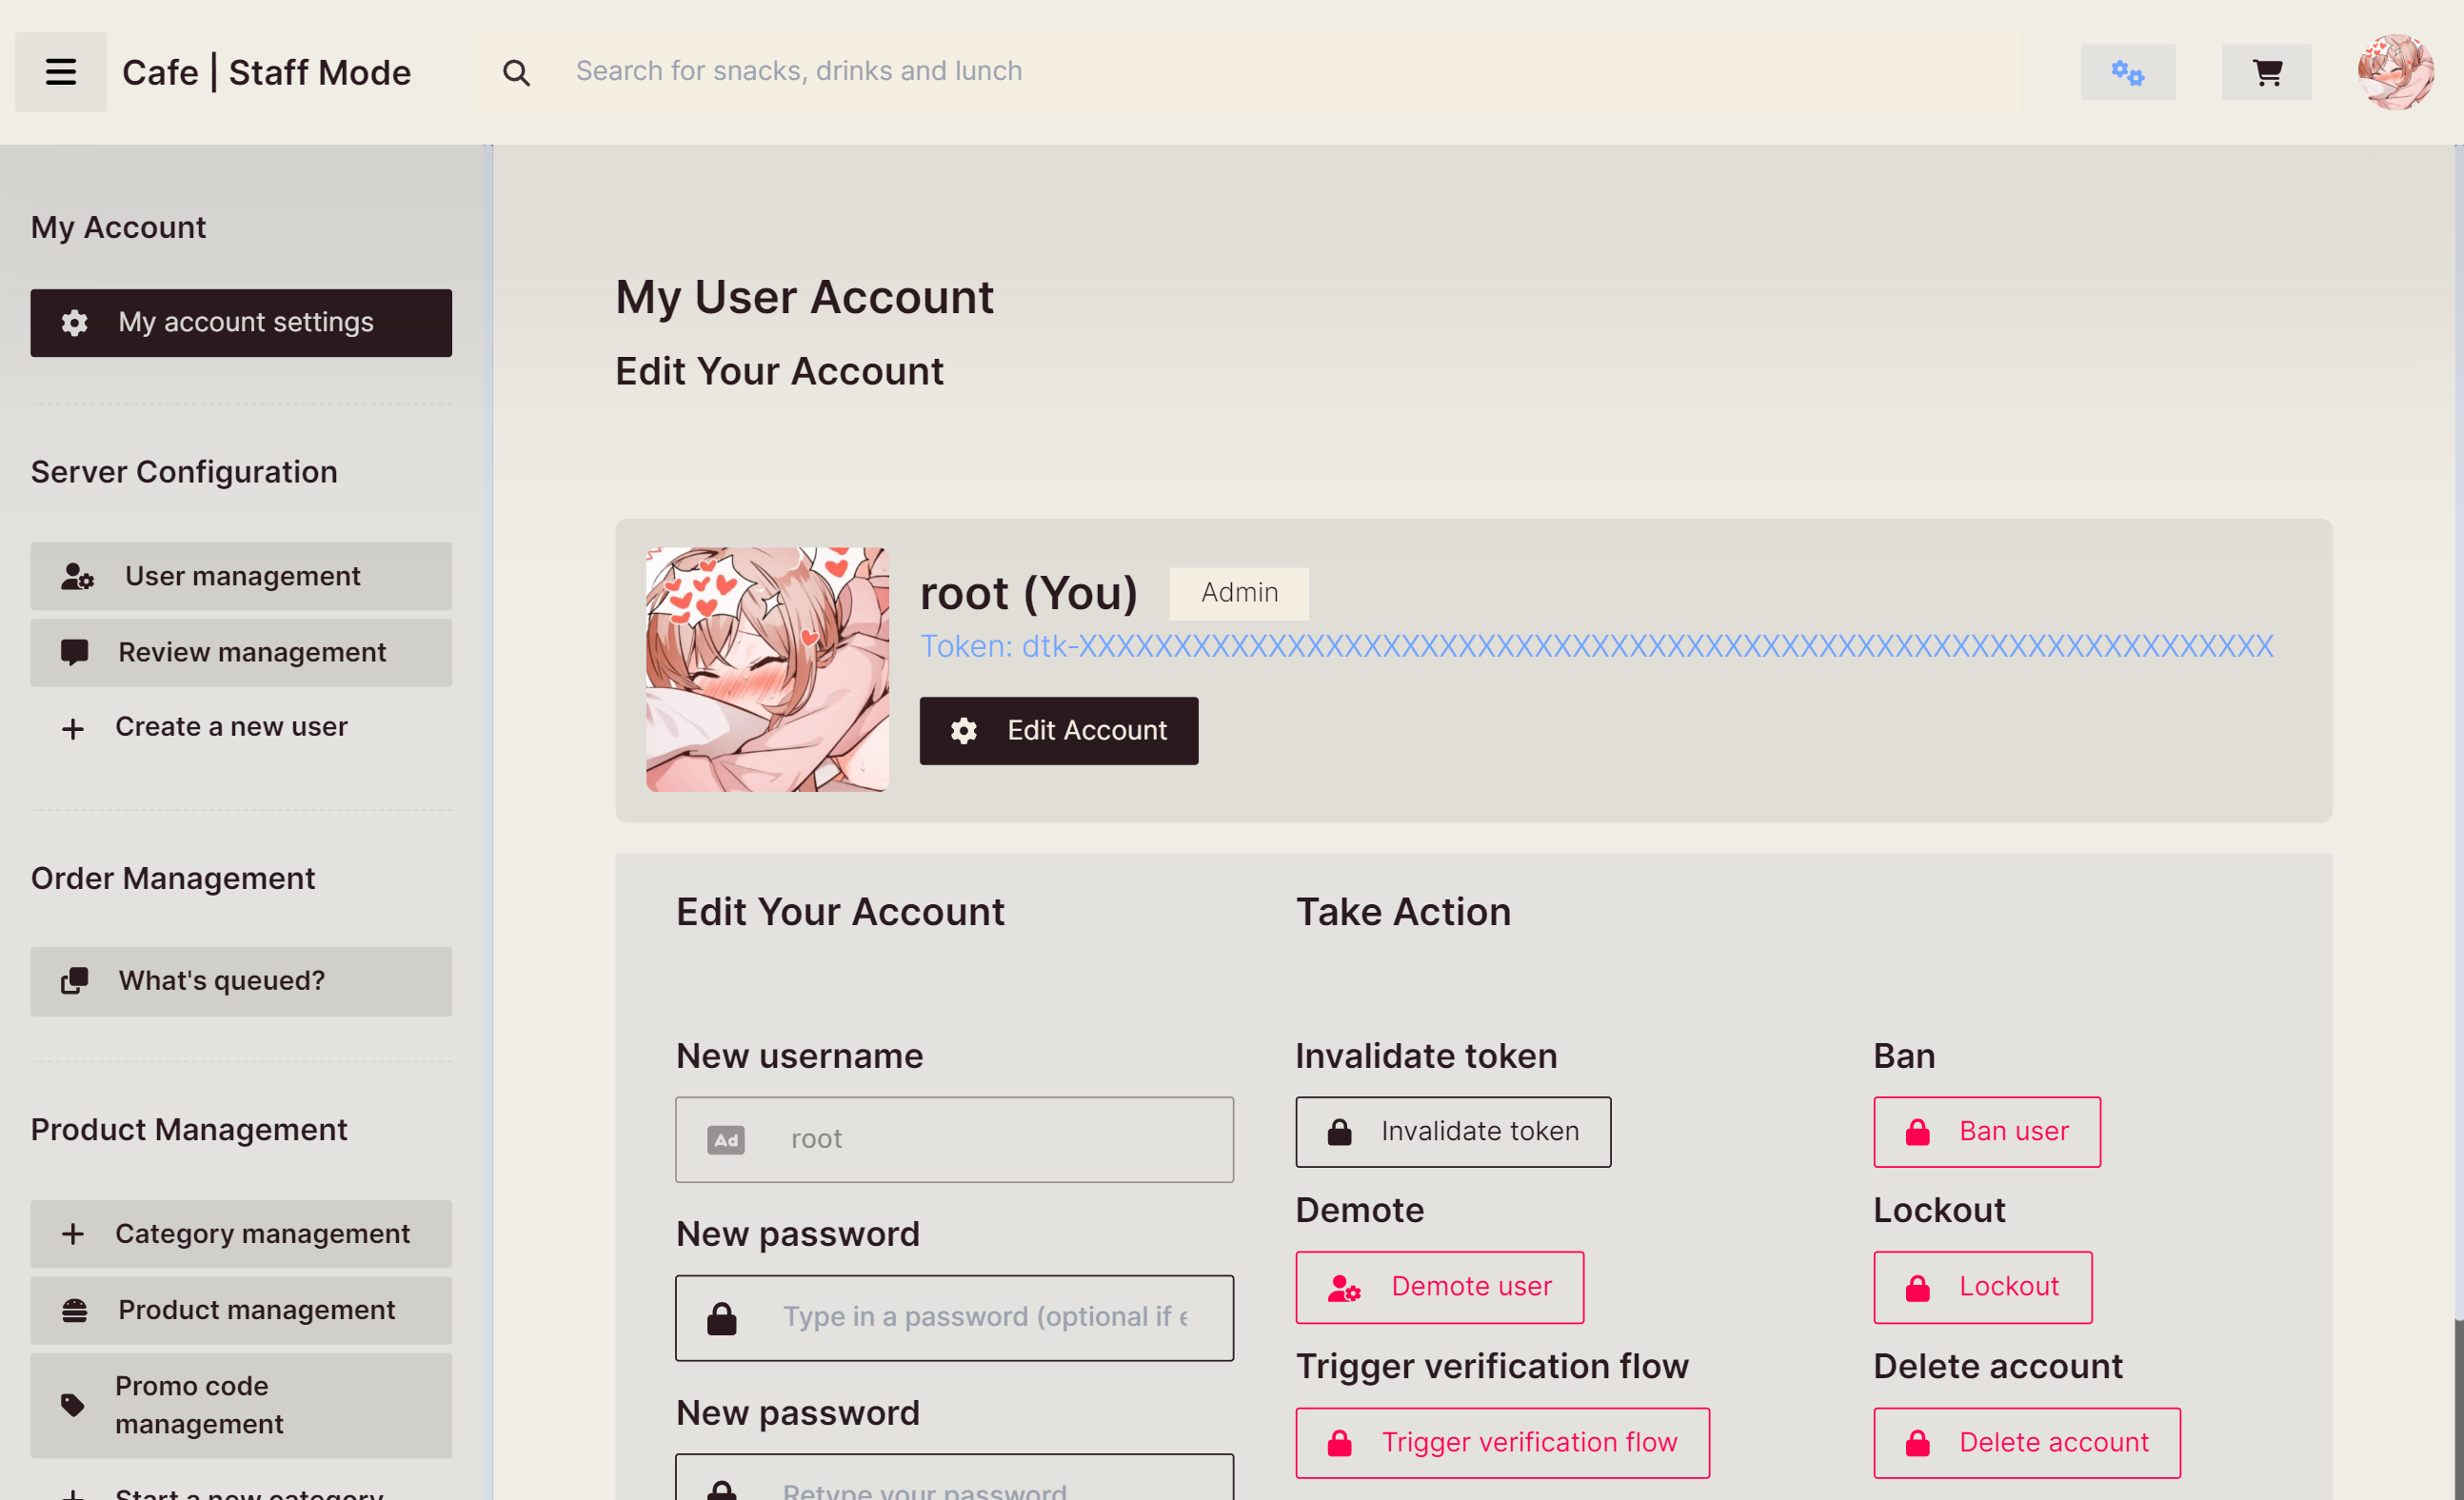 Cafe | Staff Mode
Search for snacks, drinks and lunch
My Account
My account settings
Server Configuration
User management
Review management
Create a new user
Order Management
What's queued?
Product Management
Category management
Product management
Promo code
management
Start a new category
My User Account
Edit Your Account
root (You)
Admin
Token: dtk-XXXXXXXXXXXXXXXXXXXXXXXXXXXXXXXXXXXXXXXXXXXXXXXXXXXXXXXXXXXXXXX
Edit Account
Edit Your Account
New username
Ad
root
New password
Type in a password (optional if e
New password
Retype your password
Take Action
Invalidate token
Invalidate token
Demote
Demote user
Trigger verification flow
Trigger verification flow
Ban
Ban user
Lockout
Lockout
Delete account
Delete account